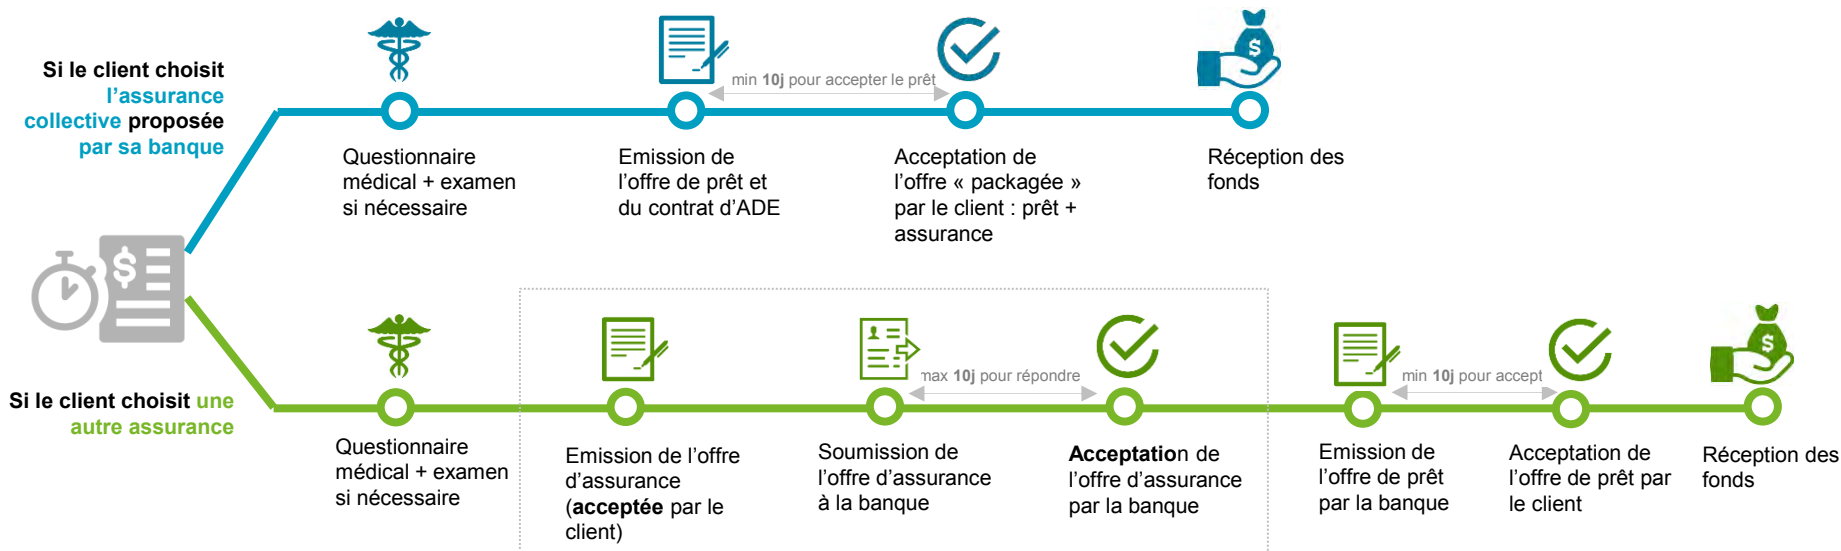 Si le client choisit
l'assurance
collective proposée
par sa banque
min 10j pour accepter le prêt
Questionnaire
médical + examen
si nécessaire
Emission de
l'offre de prêt et
du contrat d'ADE
Acceptation de
l'offre « packagée »
par le client : prêt +
assurance
Réception des
fonds
Si le client choisit une
autre assurance
max 10j pour répondre
min 10j pour accept
Questionnaire
médical + examen
si nécessaire
Emission de l'offre
d'assurance
(acceptée par le
client)
Soumission de
l'offre d'assurance
à la banque
Acceptation de
l'offre d'assurance
par la banque
Emission de
l'offre de prêt
par la banque
Acceptation de
l'offre de prêt par
le client
Réception des
fonds